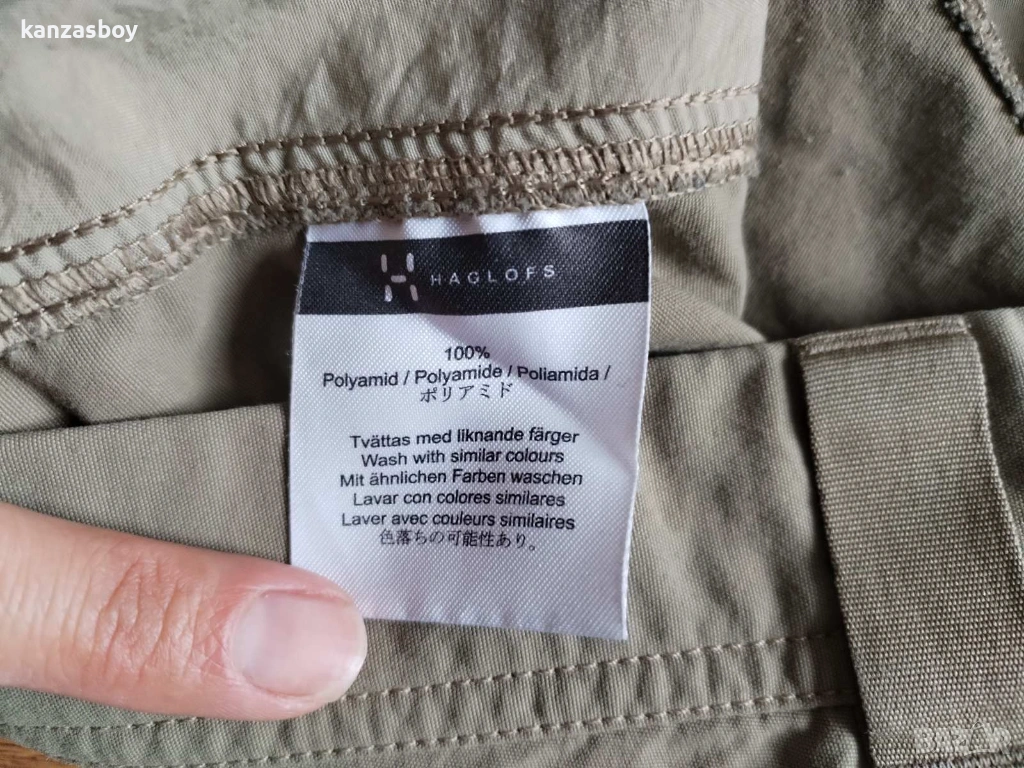 kanzasboy
HAGLOFS
100%
Polyamid / Polyamide / Poliamida /
ポリアミド
Tvättas med liknande färger
Wash with similar colours
Mit ähnlichen Farben waschen
Lavar con colores similares
Laver avec couleurs similaires
色落ちの可能性あり。